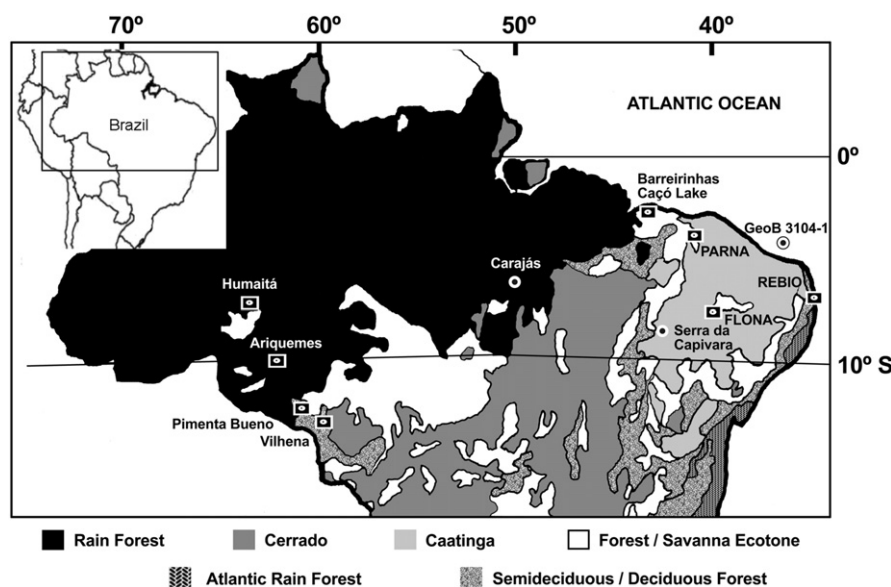 70º 60º 50º 40º
Brazil
ATLANTIC OCEAN
0º
Barreirinhas
Caçó Lake
GeoB 3104-1
PARNA
Carajás
Humaitá
REBIO
FLONA
Serra da
Capivara
Ariquemes
10º S
Pimenta Bueno
Vilhena
Rain Forest Cerrado Caatinga Forest / Savanna Ecotone
Atlantic Rain Forest Semideciduous / Deciduous Forest